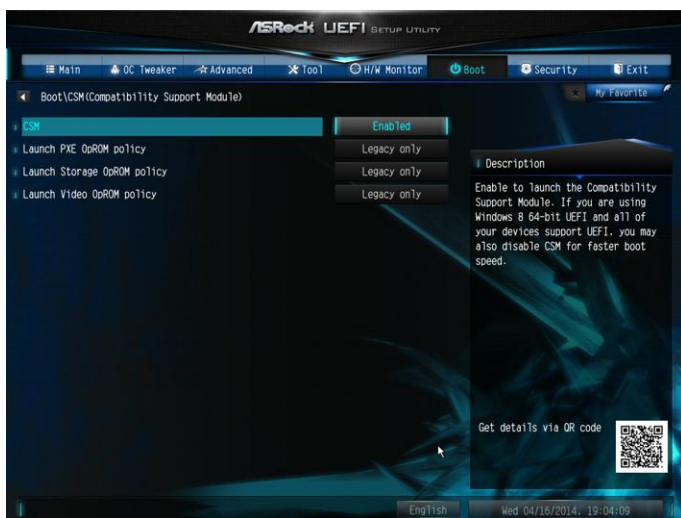 ASRock UEFI SETUP UTILITY
Main OC Tweaker Advanced Tool H/W Monitor Boot Security Exit
Boot\CSM(Compatibility Support Module)
My Favorite
CSM Enabled
Launch PXE OpROM policy Legacy only
Launch Storage OpROM policy Legacy only
Launch Video OpROM policy Legacy only
Description
Enable to launch the Compatibility
Support Module. If you are using
Windows 8 64-bit UEFI and all of
your devices support UEFI, you may
also disable CSM for faster boot
speed.
Get details via QR code
English
Wed 04/16/2014, 19:04:09